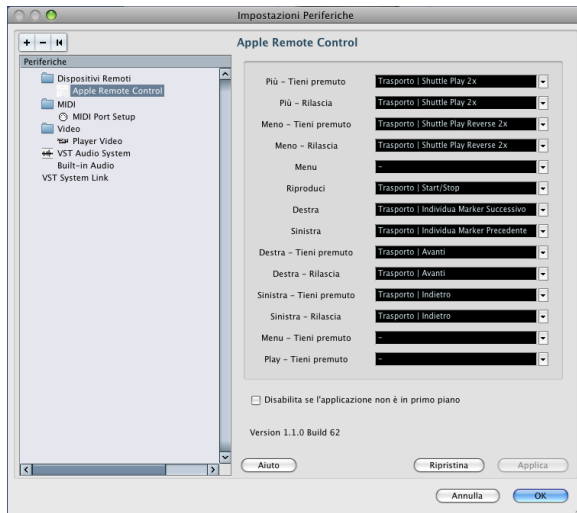 Impostazioni Periferiche
+ -
Apple Remote Control
Periferiche
Dispositivi Remoti
Apple Remote Control
MIDI
MIDI Port Setup
Video
Player Video
VST Audio System
Built-in Audio
VST System Link
Più - Tieni premuto Trasporto | Shuttle Play 2x
Più - Rilascia Trasporto | Shuttle Play 2x
Meno - Tieni premuto Trasporto | Shuttle Play Reverse 2x
Meno - Rilascia Trasporto | Shuttle Play Reverse 2x
Menu -
Riproduci Trasporto | Start/Stop
Destra Trasporto | Individua Marker Successivo
Sinistra Trasporto | Individua Marker Precedente
Destra - Tieni premuto Trasporto | Avanti
Destra - Rilascia Trasporto | Avanti
Sinistra - Tieni premuto Trasporto | Indietro
Sinistra - Rilascia Trasporto | Indietro
Menu - Tieni premuto -
Play - Tieni premuto -
Disabilita se l'applicazione non è in primo piano
Version 1.1.0 Build 62
Aiuto Ripristina Applica
Annulla OK